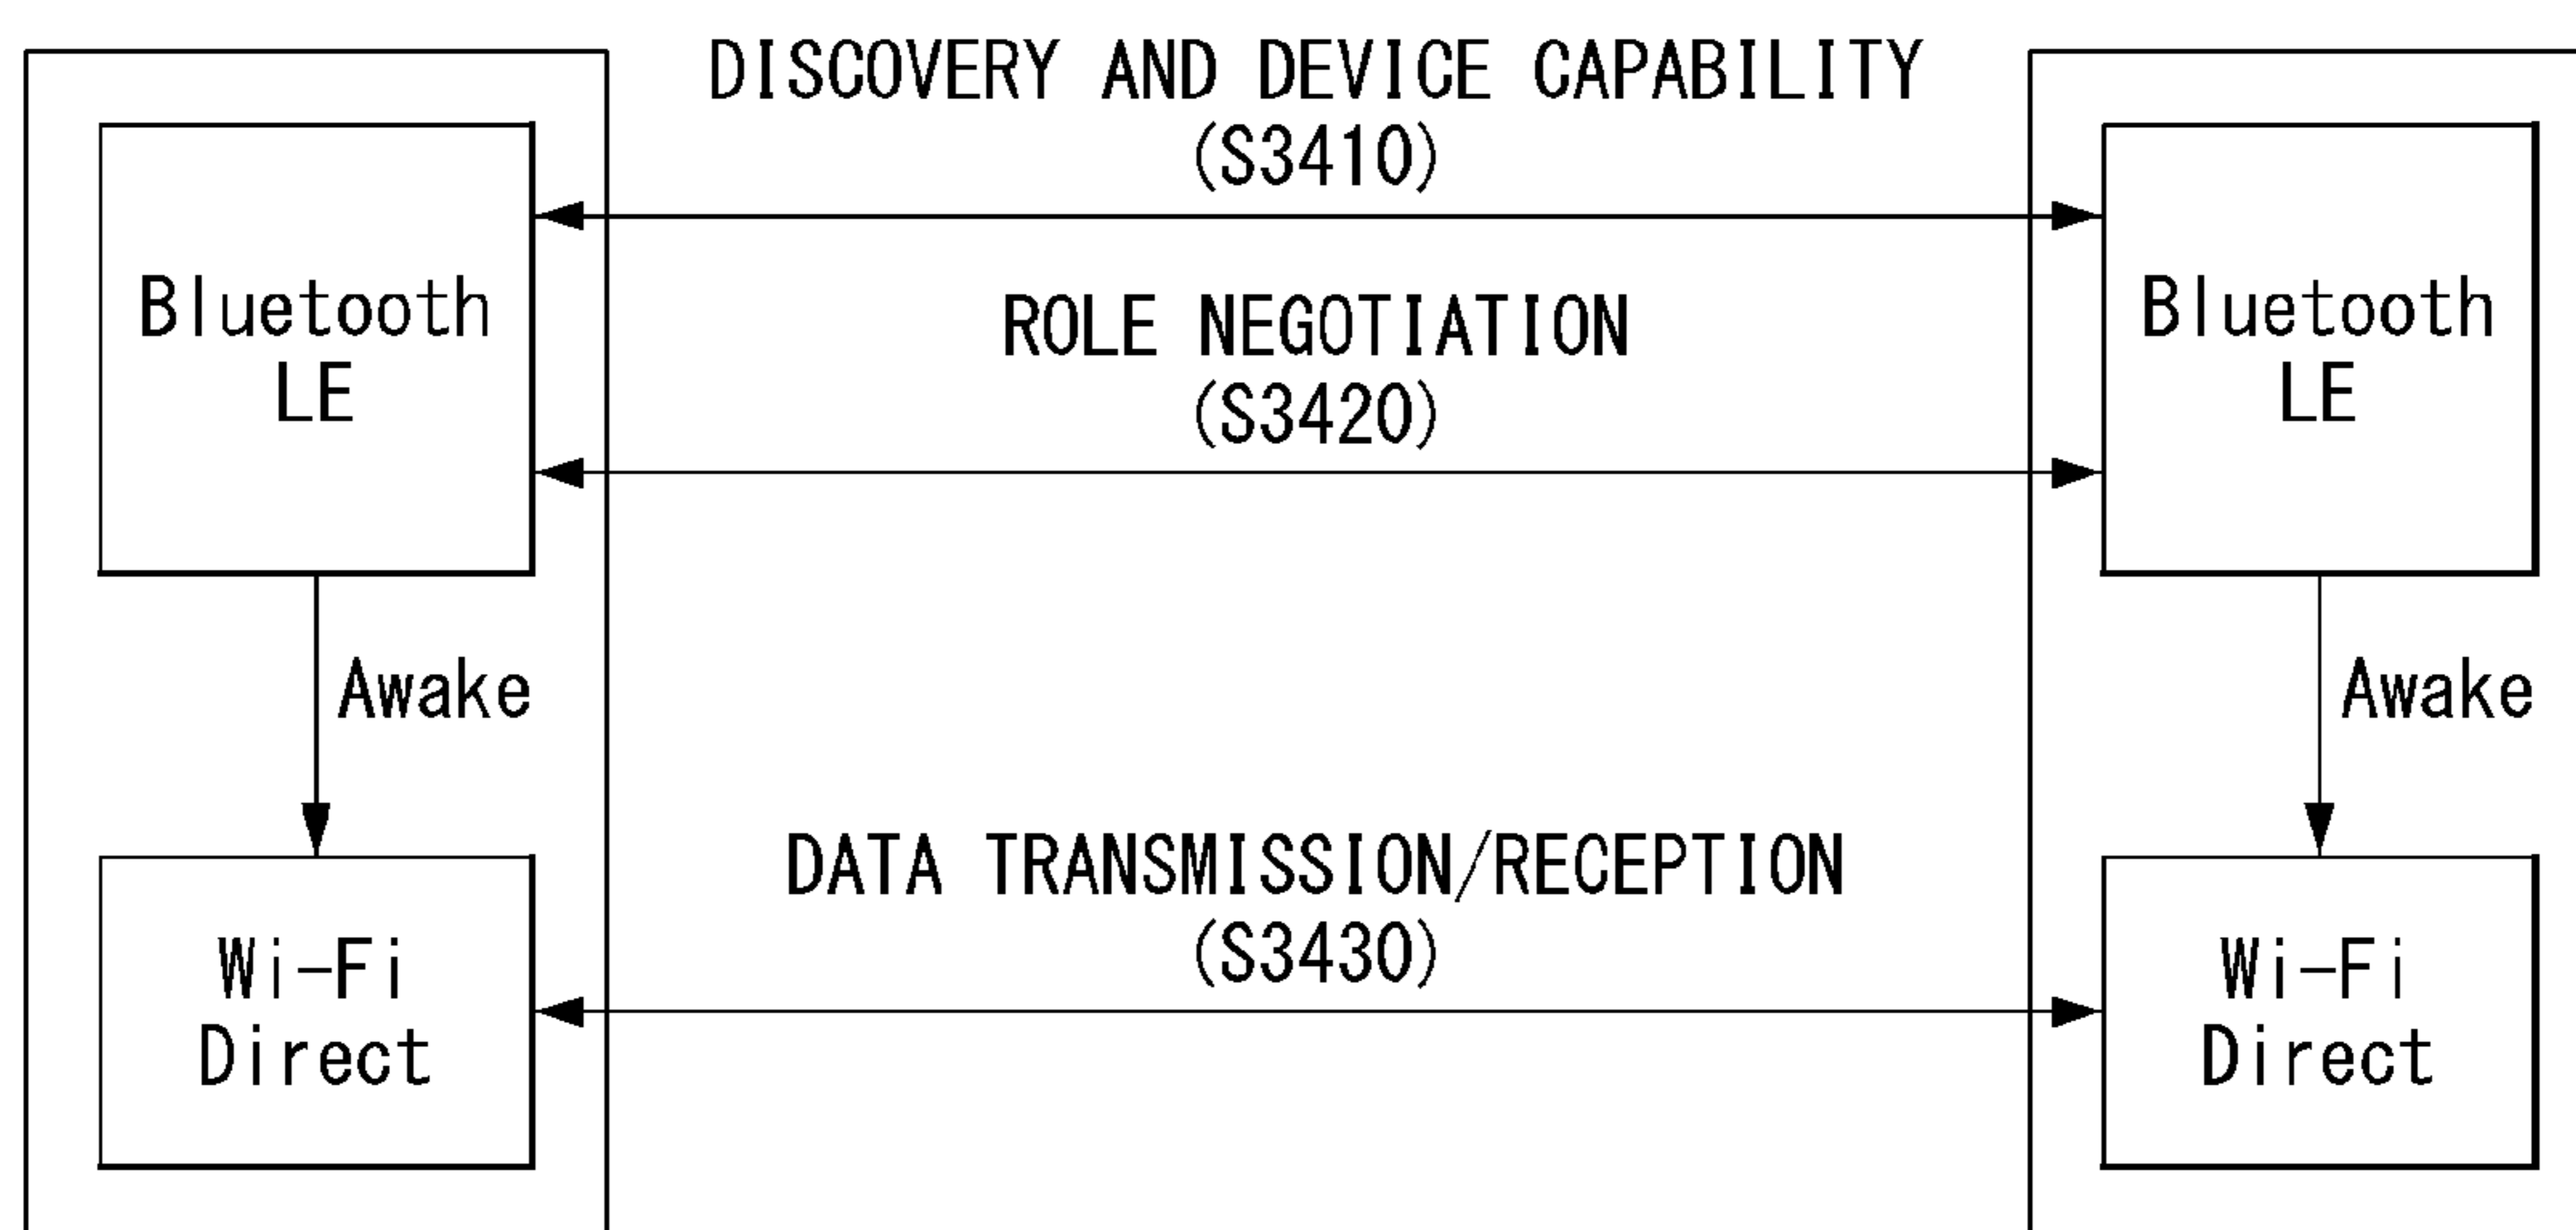 DISCOVERY AND DEVICE CAPABILITY
(S3410)
Bluetooth
LE
ROLE NEGOTIATION
(S3420)
Bluetooth
LE
Awake
Awake
DATA TRANSMISSION/RECEPTION
(S3430)
Wi-Fi
Direct
Wi-Fi
Direct